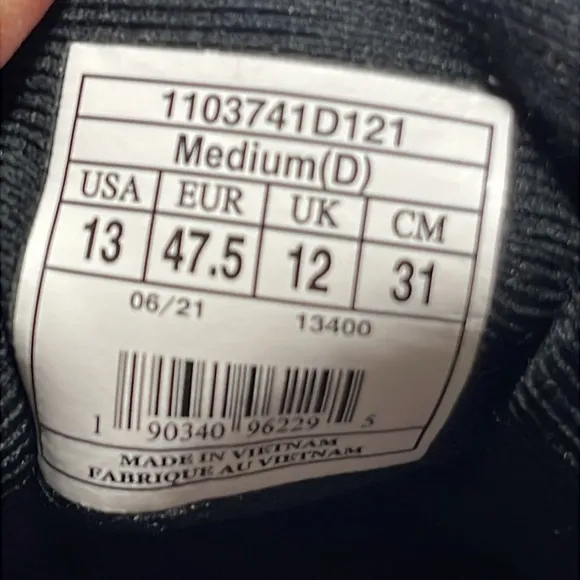 1103741D121
Medium(D)
USA EUR UK CM
13 47.5 12 31
06/21 13400
1 90340 96229 5
MADE IN VIETNAM
FABRIQUE AU VIETNAM